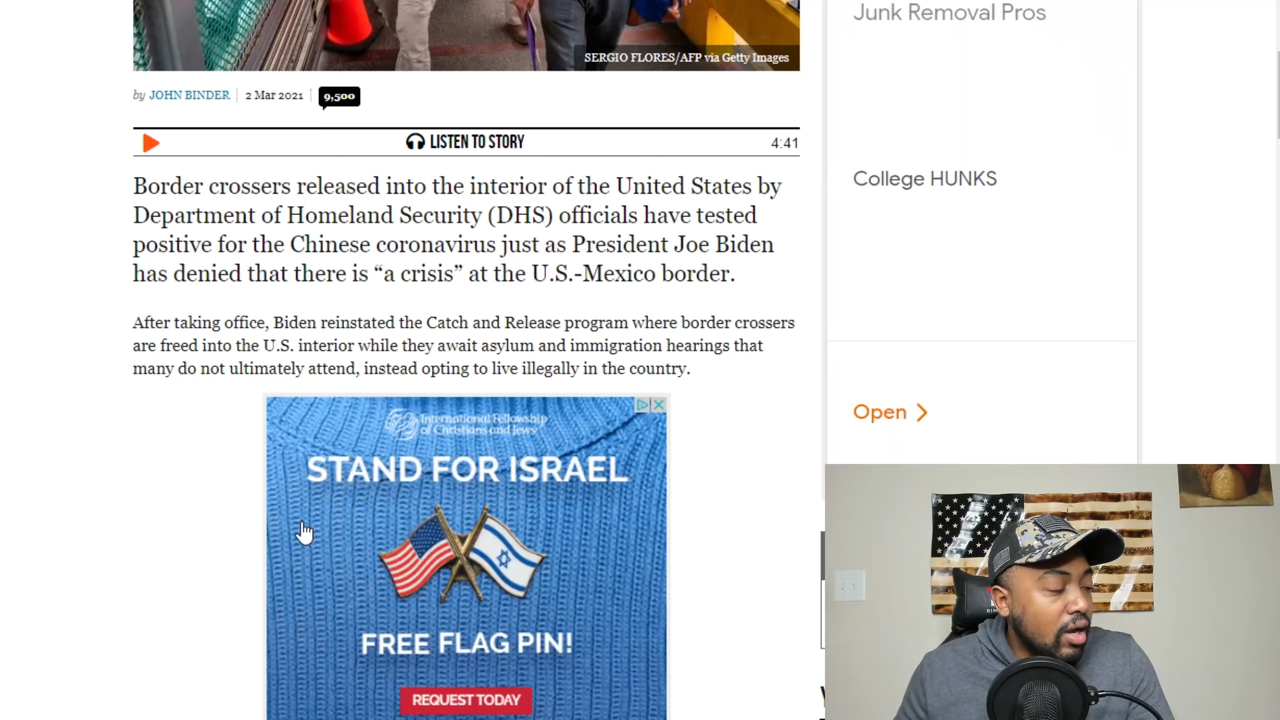 Junk Removal Pros
SERGIO FLORES/AFP via Getty Images
by JOHN BINDER 2 Mar 2021 9,500
LISTEN TO STORY 4:41
Border crossers released into the interior of the United States by
Department of Homeland Security (DHS) officials have tested
positive for the Chinese coronavirus just as President Joe Biden
has denied that there is “a crisis” at the U.S.-Mexico border.
After taking office, Biden reinstated the Catch and Release program where border crossers
are freed into the U.S. interior while they await asylum and immigration hearings that
many do not ultimately attend, instead opting to live illegally in the country.
International Fellowship
of Christians and Jews
STAND FOR ISRAEL
FREE FLAG PIN!
REQUEST TODAY
College HUNKS
Open